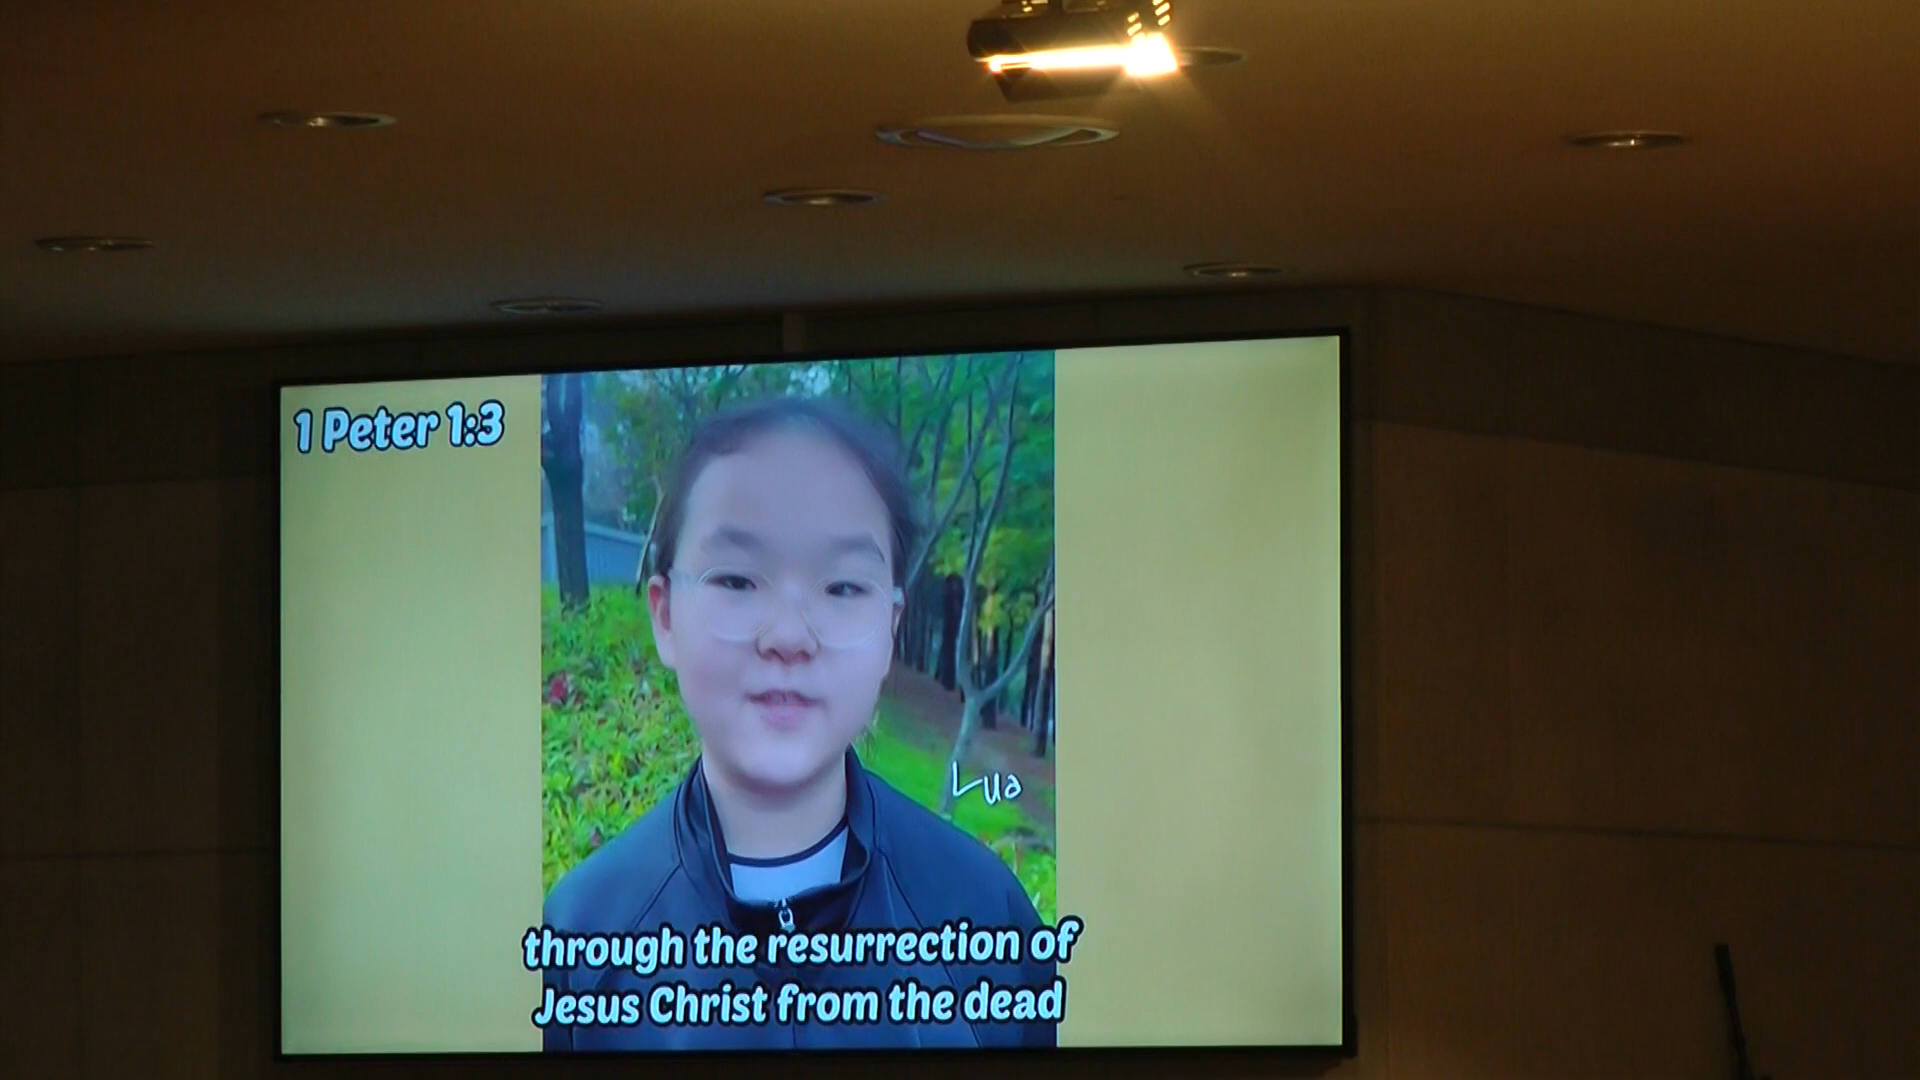 1 Peter 1:3
Lua
through the resurrection of
Jesus Christ from the dead